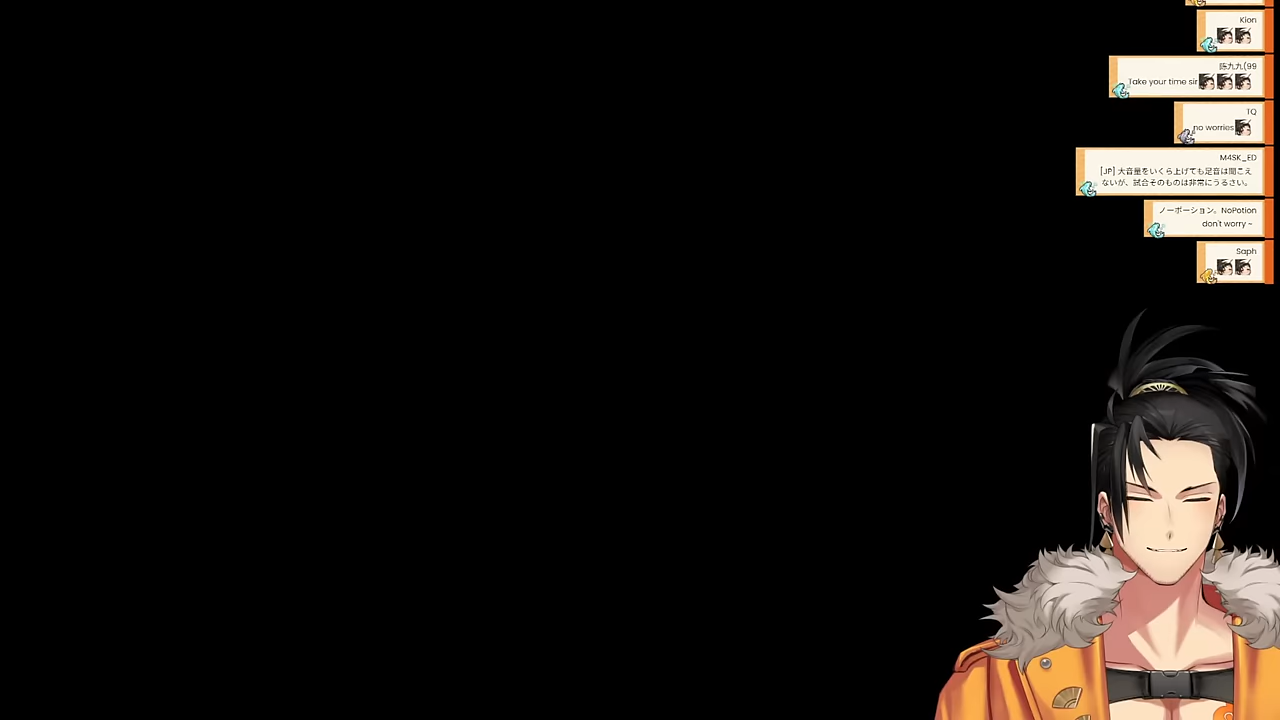 Kion
陈九九(99
Take your time sir
TQ
no worries
M4SK_ED
[JP] 大音量をいくら上げても足音は聞こえ
ないが、試合そのものは非常にうるさい。
ノーポーション。NoPotion
don't worry ~
Saph